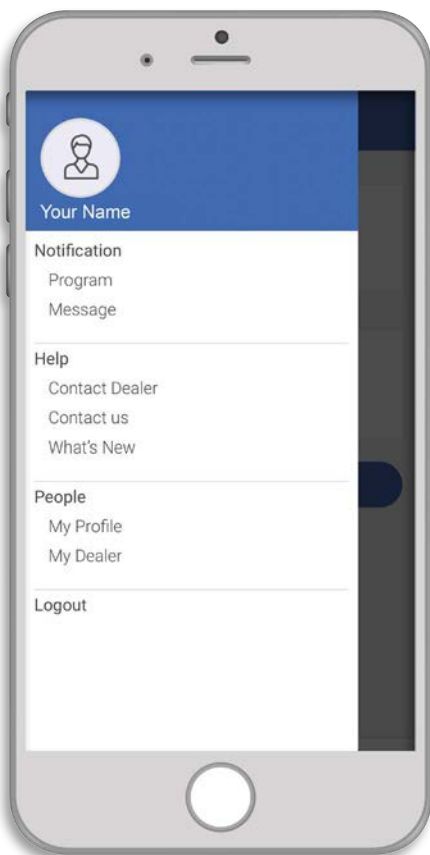 Your Name
Notification
Program
Message
Help
Contact Dealer
Contact us
What's New
People
My Profile
My Dealer
Logout